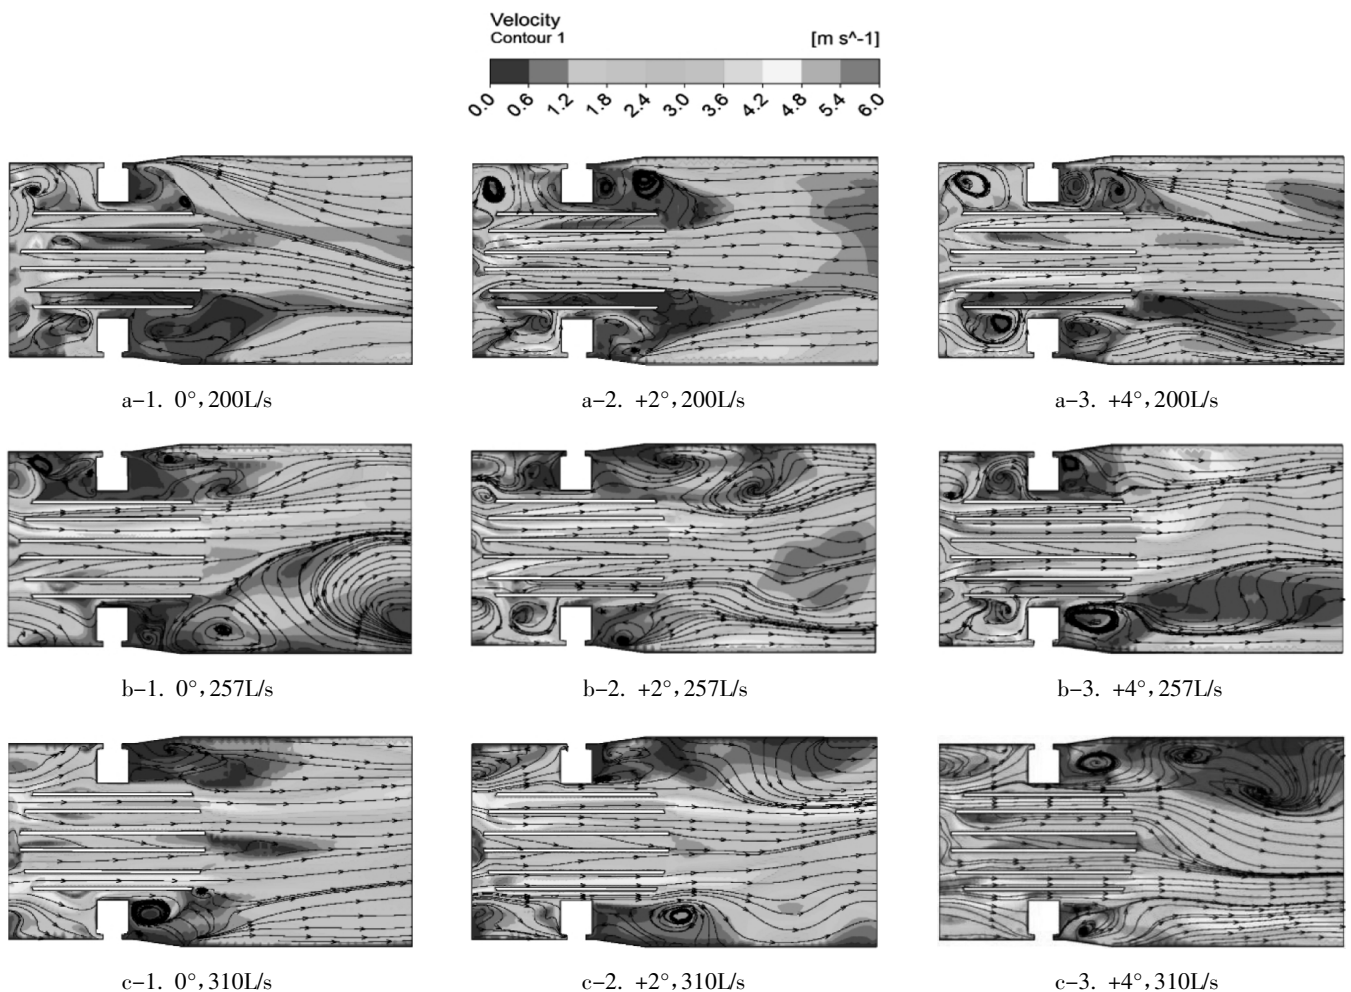 Velocity
Contour 1 [m s^-1]
0.0 0.6 1.2 1.8 2.4 3.0 3.6 4.2 4.8 5.4 6.0
a-1. 0°,200L/s a-2. +2°,200L/s a-3. +4°,200L/s
b-1. 0°,257L/s b-2. +2°,257L/s b-3. +4°,257L/s
c-1. 0°,310L/s c-2. +2°,310L/s c-3. +4°,310L/s